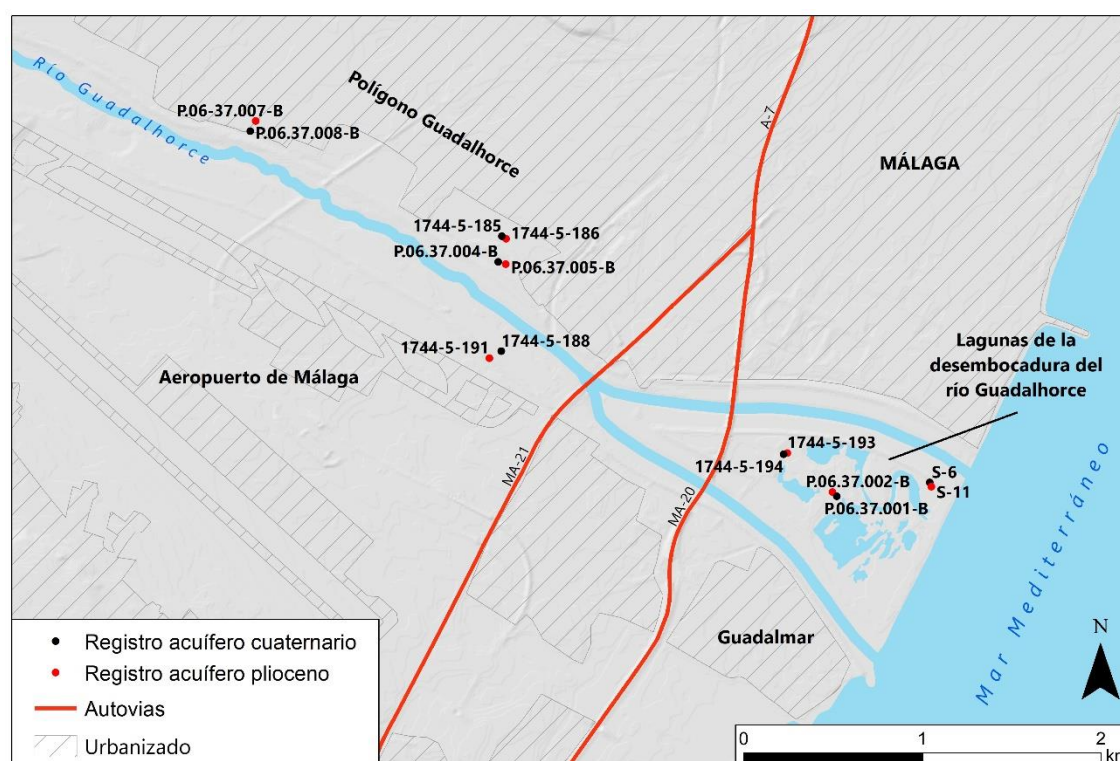 Río Guadalhorce
P.06-37.007-B
P.06.37.008-B
Polígono Guadalhorce
A-7
MÁLAGA
1744-5-185
1744-5-186
P.06.37.004-B
P.06.37.005-B
1744-5-188
1744-5-191
Aeropuerto de Málaga
Lagunas de la
desembocadura del
río Guadalhorce
MA-21
MA-20
1744-5-193
1744-5-194
P.06.37.002-B
P.06.37.001-B
S-6
S-11
Guadalmar
Mar Mediterráneo
N
Registro acuífero cuaternario
Registro acuífero plioceno
Autovias
Urbanizado
0 1 2
km